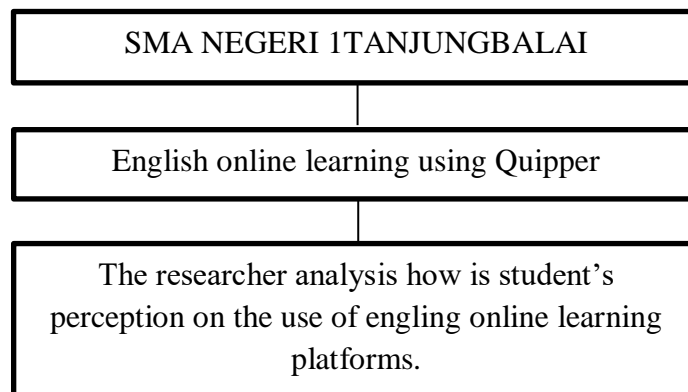 SMA NEGERI 1TANJUNGBALAI
English online learning using Quipper
The researcher analysis how is student’s
perception on the use of engling online learning
platforms.